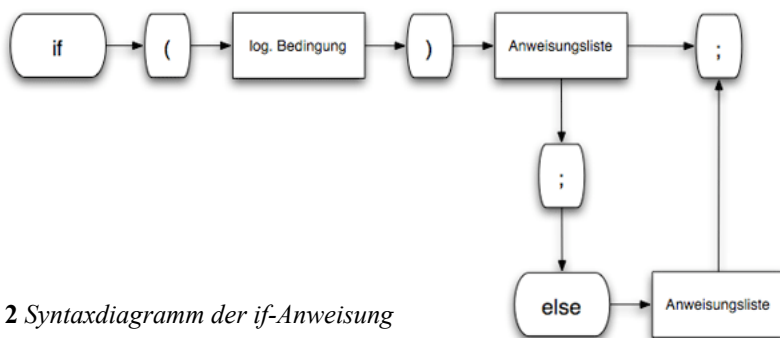 if ( log. Bedingung ) Anweisungsliste ;
;
else Anweisungsliste
2 Syntaxdiagramm der if-Anweisung